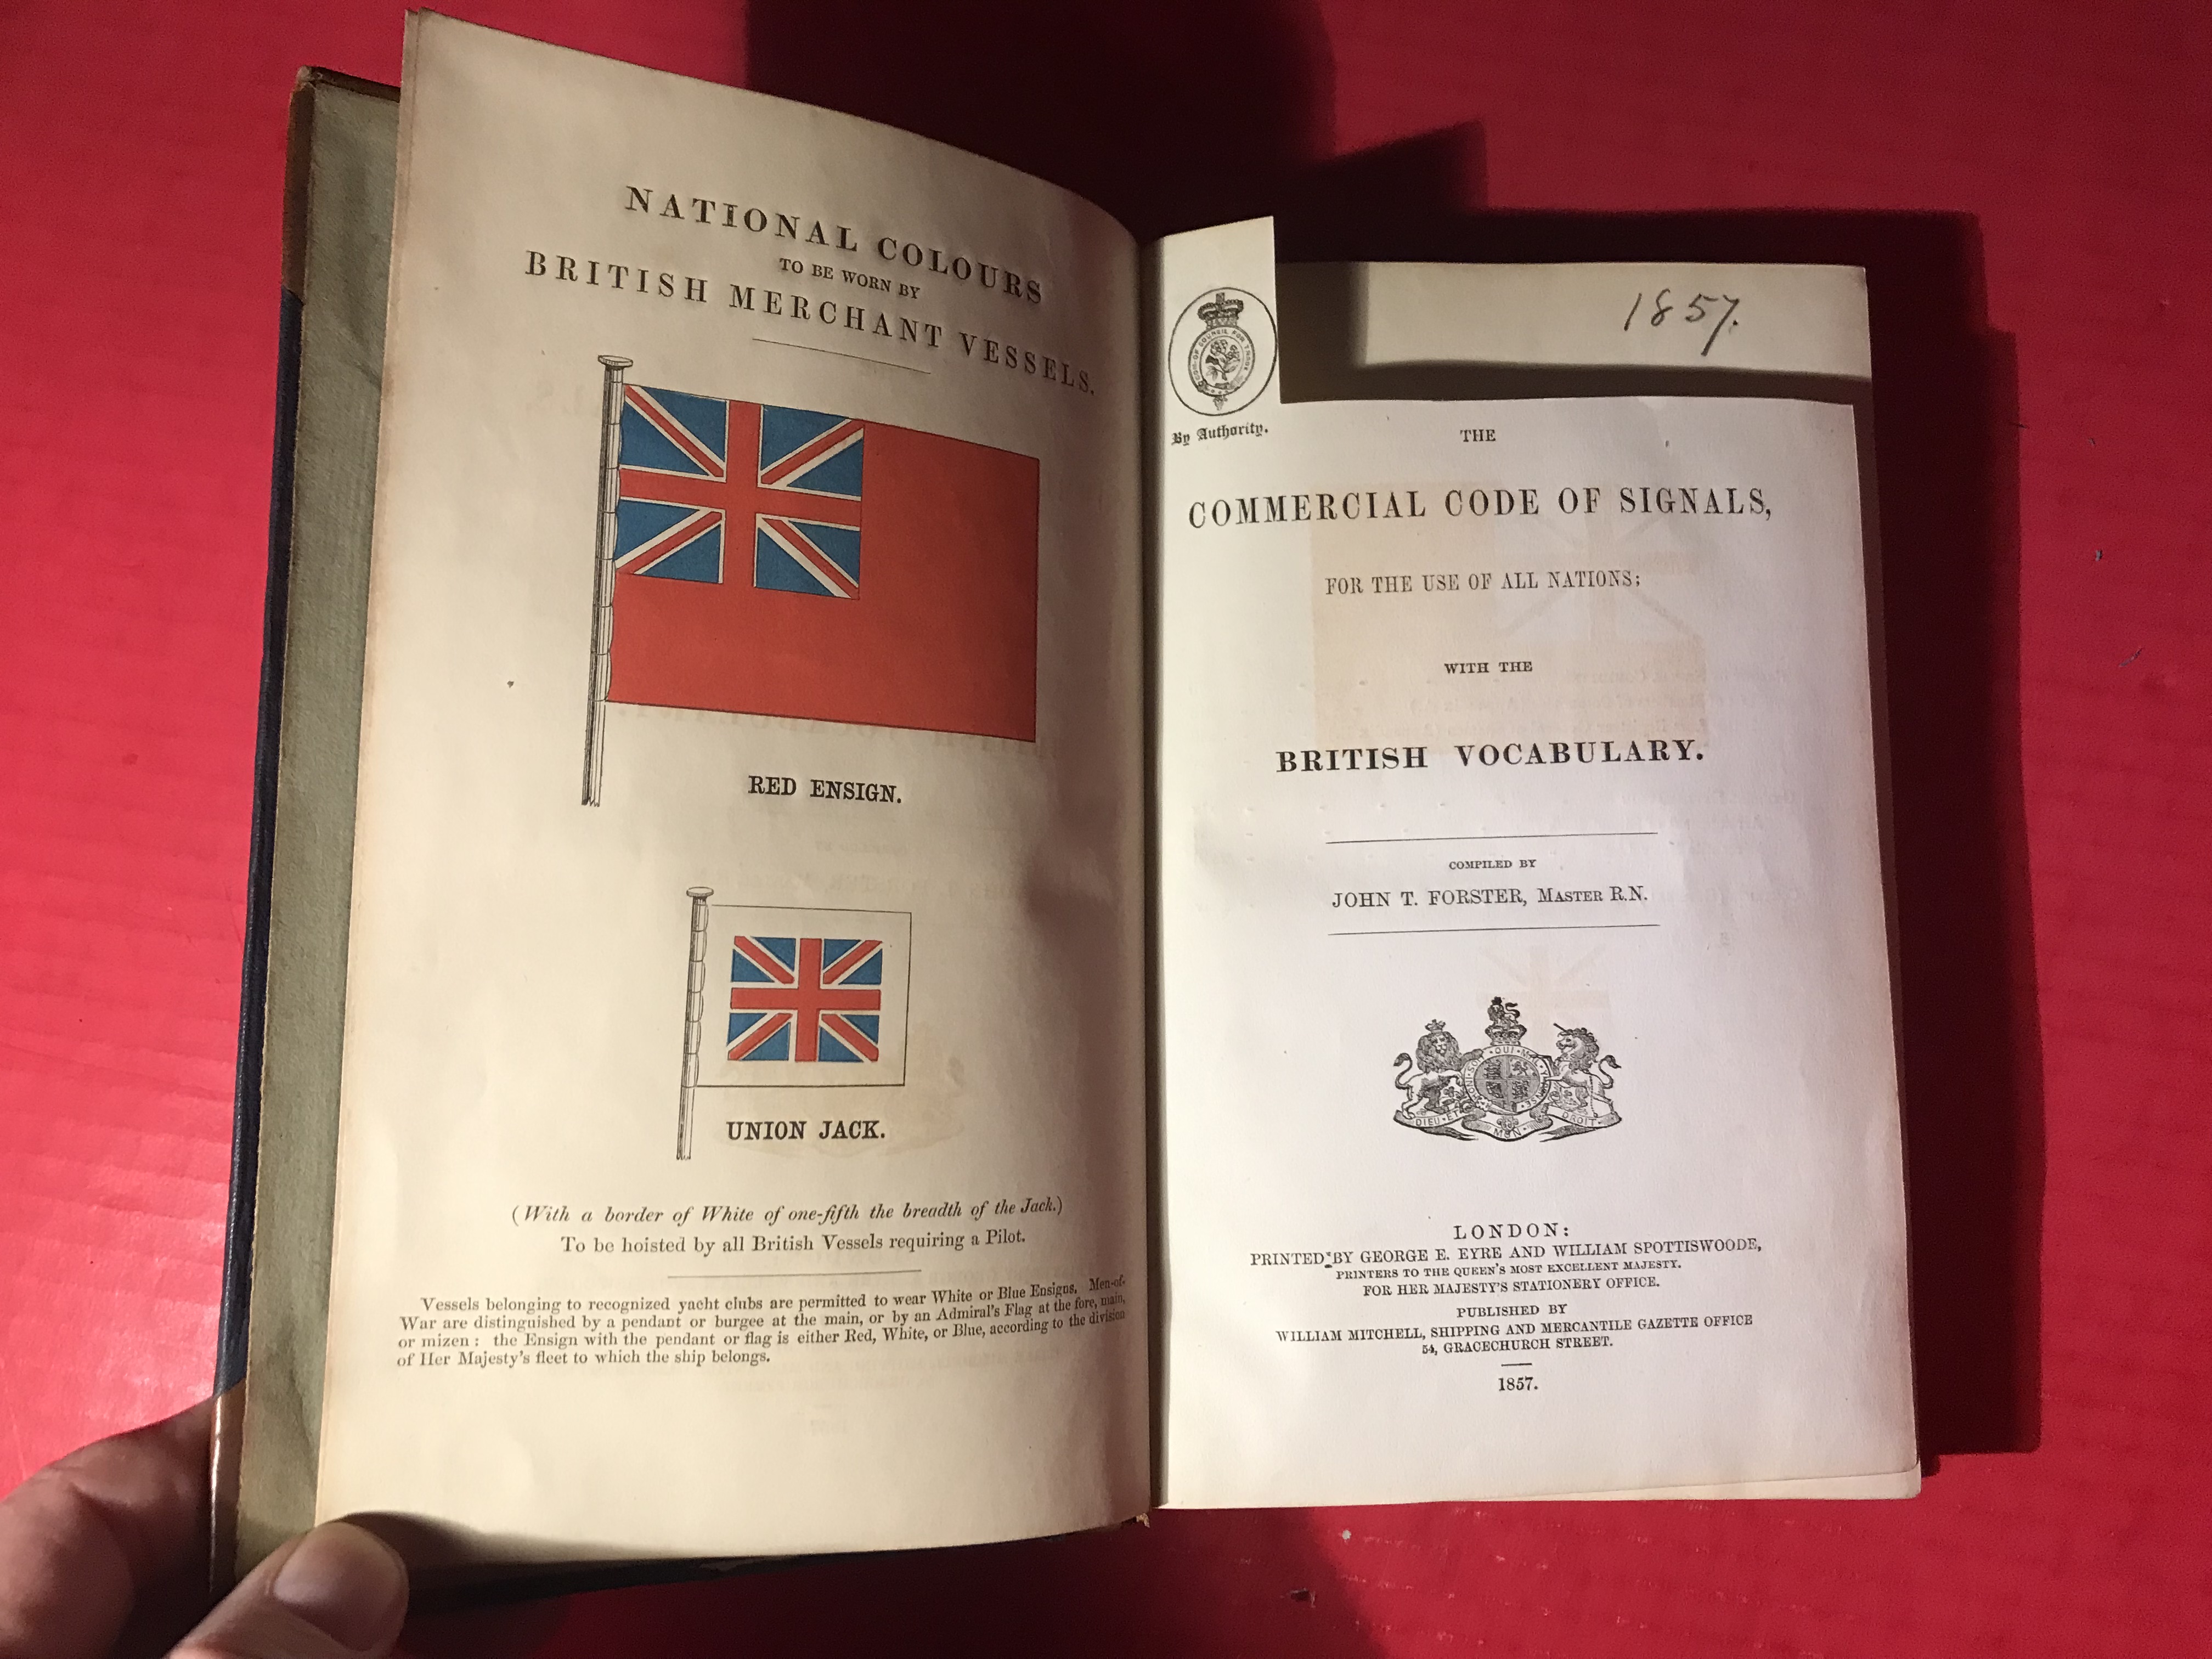 NATIONAL COLOURS
TO BE WORN BY
BRITISH MERCHANT VESSELS.
RED ENSIGN.
UNION JACK.
(With a border of White of one-fifth the breadth of the Jack.)
To be hoisted by all British Vessels requiring a Pilot.
Vessels belonging to recognized yacht clubs are permitted to wear White or Blue Ensigns. Men-of-
War are distinguished by a pendant or burgee at the main, or by an Admiral's Flag at the fore, main,
or mizen: the Ensign with the pendant or flag is either Red, White, or Blue, according to the division
of Her Majesty's fleet to which the ship belongs.
1857.
COUNCIL FOR TRADE
By Authority.
THE
COMMERCIAL CODE OF SIGNALS,
FOR THE USE OF ALL NATIONS;
WITH THE
BRITISH VOCABULARY.
COMPILED BY
JOHN T. FORSTER, MASTER R.N.
DIEU ET MON DROIT
LONDON:
PRINTED BY GEORGE E. EYRE AND WILLIAM SPOTTISWOODE,
PRINTERS TO THE QUEEN'S MOST EXCELLENT MAJESTY.
FOR HER MAJESTY'S STATIONERY OFFICE.
PUBLISHED BY
WILLIAM MITCHELL, SHIPPING AND MERCANTILE GAZETTE OFFICE
54, GRACECHURCH STREET.
1857.